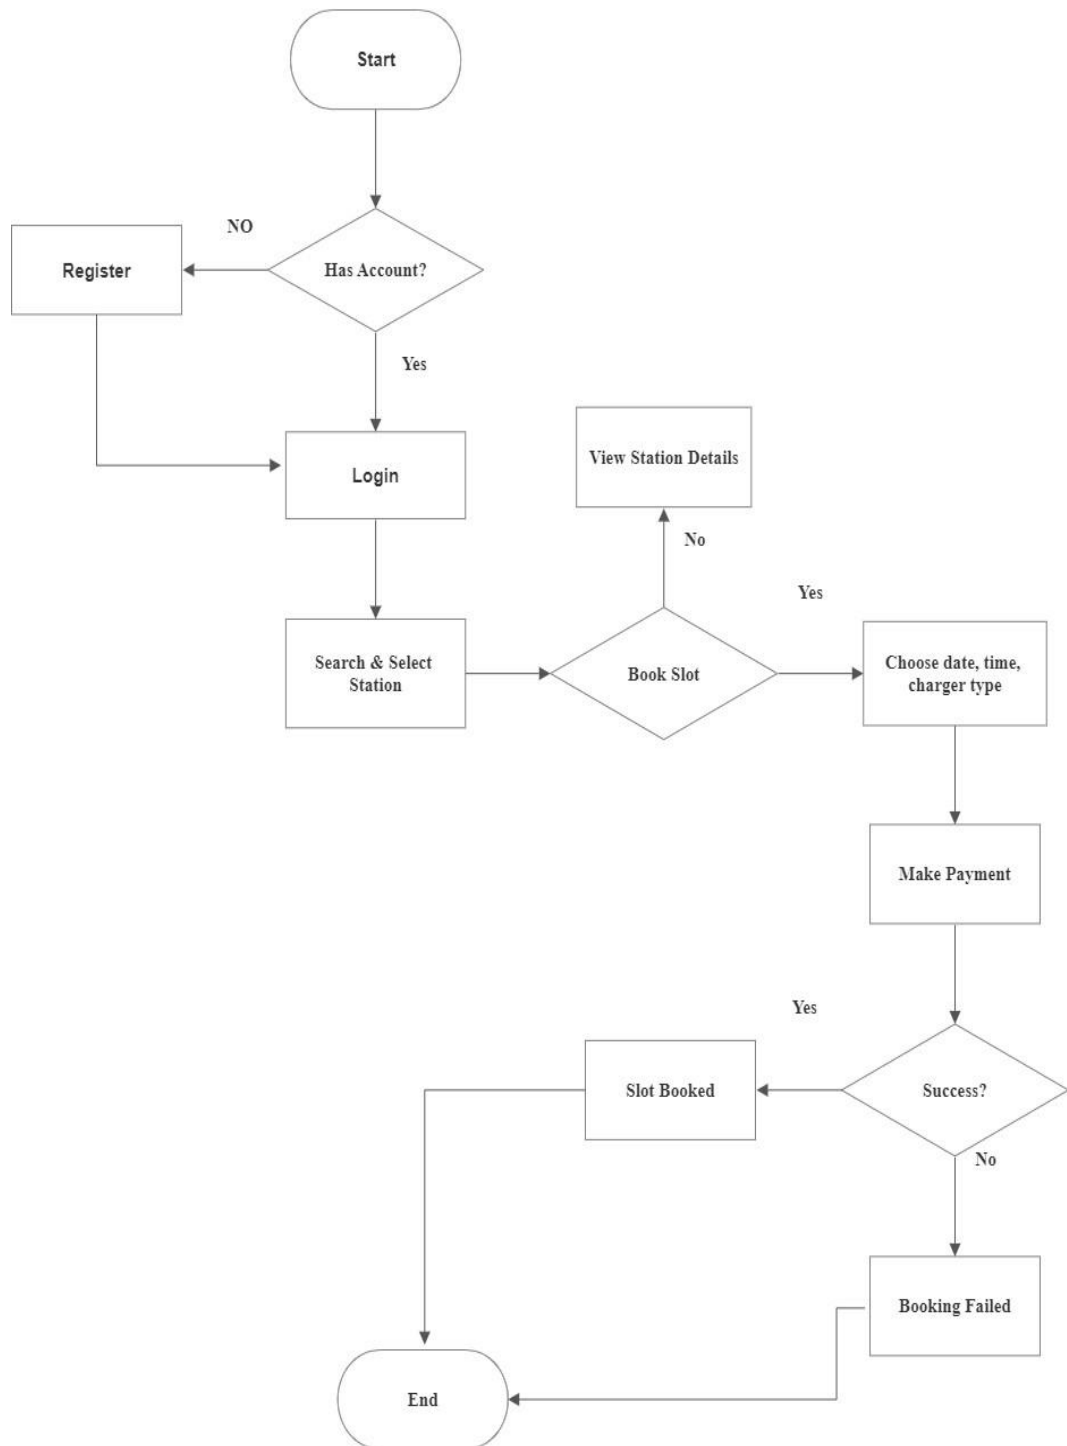 Start
NO
Register
Has Account?
Yes
Login
View Station Details
No
Yes
Search & Select
Station
Book Slot
Choose date, time,
charger type
Make Payment
Yes
Slot Booked
Success?
No
Booking Failed
End